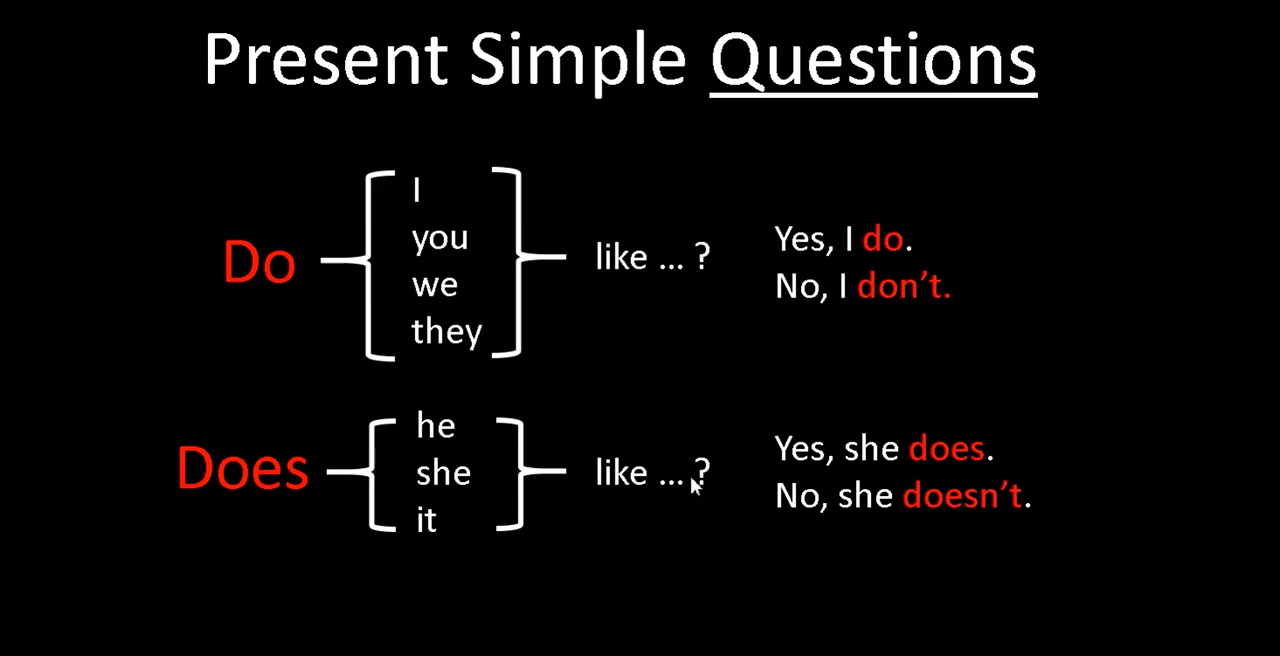 Present Simple Questions
Do
I
you
we
they
like ... ?
Yes, I do.
No, I don't.
Does
he
she
it
like ... ?
Yes, she does.
No, she doesn't.